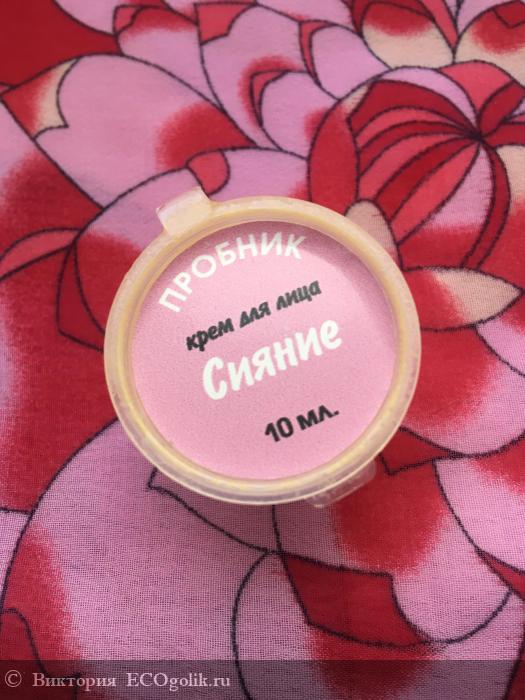 ПРОБНИК
крем для лица
Сияние
10 мл.
© Виктория ECOgolik.ru